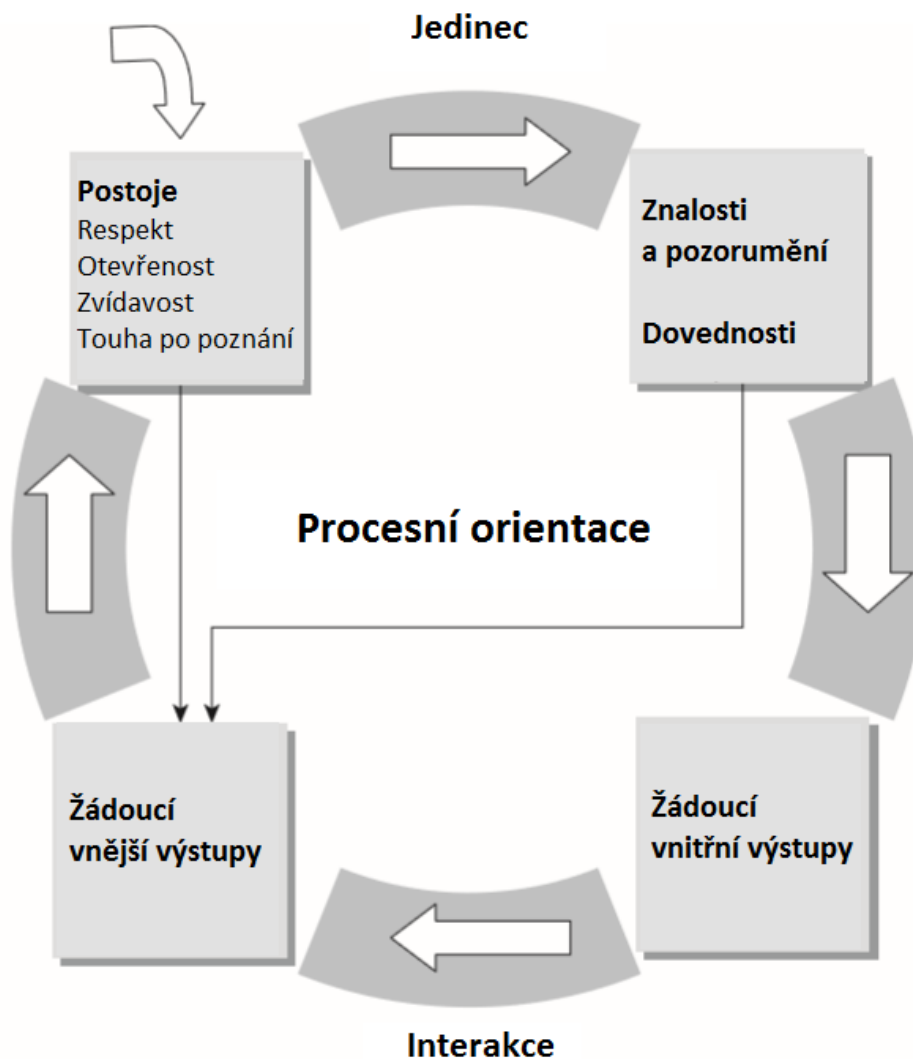 Jedinec
Postoje
Respekt
Otevřenost
Zvídavost
Touha po poznání
Znalosti
a pozorumění
Dovednosti
Procesní orientace
Žádoucí
vnější výstupy
Žádoucí
vnitřní výstupy
Interakce